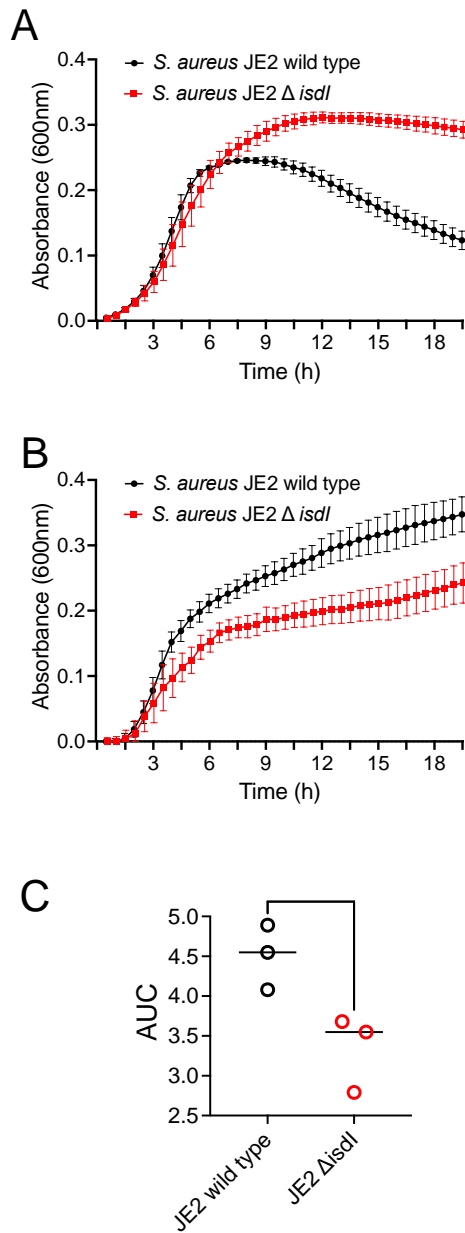 A
S. aureus JE2 wild type
S. aureus JE2 Δ isdI
Absorbance (600nm)
0.4
0.3
0.2
0.1
0.0
3 6 9 12 15 18
Time (h)
B
S. aureus JE2 wild type
S. aureus JE2 Δ isdI
Absorbance (600nm)
0.4
0.3
0.2
0.1
0.0
3 6 9 12 15 18
Time (h)
C
AUC
5.0
4.5
4.0
3.5
3.0
2.5
JE2 wild type
JE2 ΔisdI